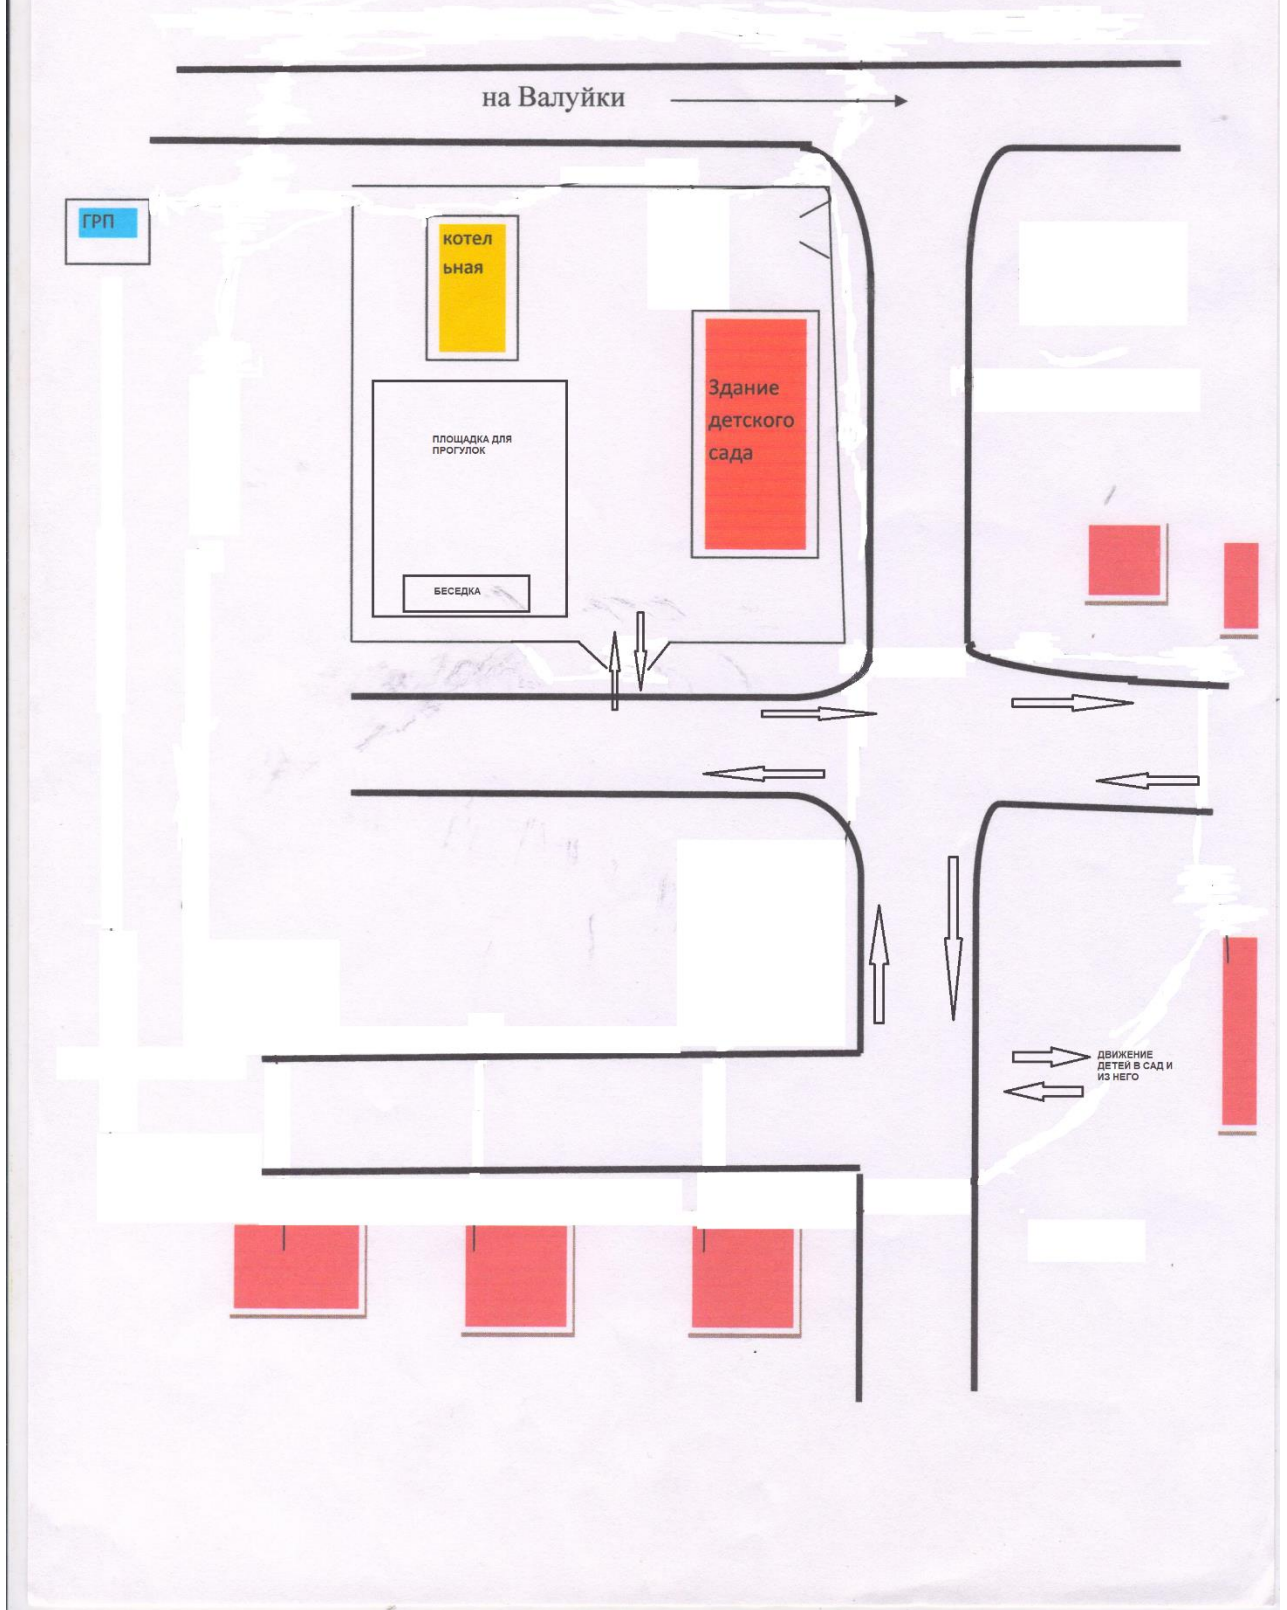 на Валуйки
ГРП
котел
ьная
Здание
детского
сада
ПЛОЩАДКА ДЛЯ
ПРОГУЛОК
БЕСЕДКА
ДВИЖЕНИЕ
ДЕТЕЙ В САД И
ИЗ НЕГО